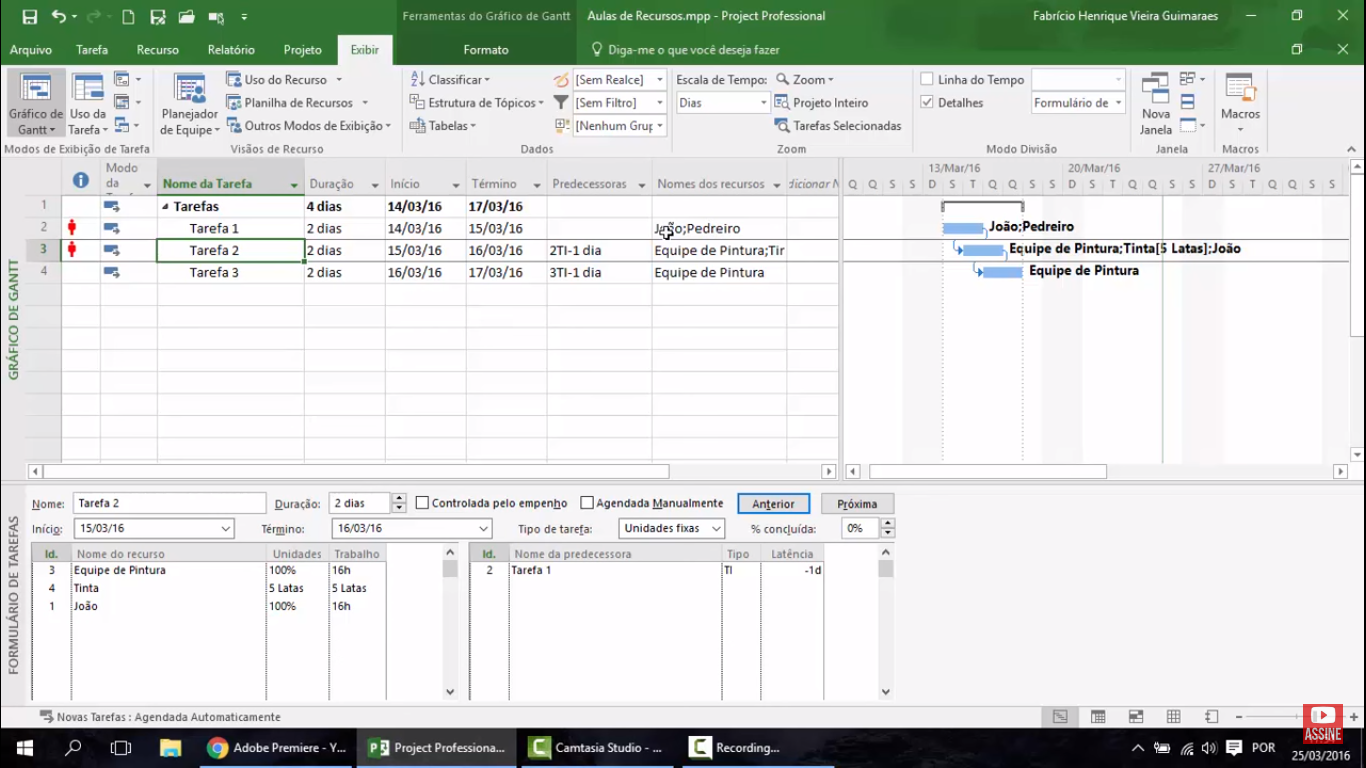 Ferramentas do Gráfico de Gantt Aulas de Recursos.mpp - Project Professional Fabrício Henrique Vieira Guimaraes
Arquivo Tarefa Recurso Relatório Projeto Exibir Formato Diga-me o que você deseja fazer
Gráfico de Gantt
Uso da Tarefa
Modos de Exibição de Tarefa
Planejador de Equipe
Uso do Recurso
Planilha de Recursos
Outros Modos de Exibição
Visões de Recurso
Classificar
Estrutura de Tópicos
Tabelas
[Sem Realce]
[Sem Filtro]
[Nenhum Grup
Dados
Escala de Tempo:
Dias
Zoom
Projeto Inteiro
Tarefas Selecionadas
Zoom
Linha do Tempo
Detalhes
Formulário de
Modo Divisão
Nova Janela
Janela
Macros
Macros
Modo da Nome da Tarefa Duração Início Término Predecessoras Nomes dos recursos dicionar N
13/Mar/16 20/Mar/16 27/Mar/16
Q Q S S D S T Q Q S S D S T Q Q S S D S T Q Q S S
1 Tarefas 4 dias 14/03/16 17/03/16
2 Tarefa 1 2 dias 14/03/16 15/03/16 João;Pedreiro João;Pedreiro
3 Tarefa 2 2 dias 15/03/16 16/03/16 2TI-1 dia Equipe de Pintura;Tir Equipe de Pintura;Tinta[5 Latas];João
4 Tarefa 3 2 dias 16/03/16 17/03/16 3TI-1 dia Equipe de Pintura Equipe de Pintura
GRÁFICO DE GANTT
FORMULÁRIO DE TAREFAS
Nome: Tarefa 2 Duração: 2 dias Controlada pelo empenho Agendada Manualmente Anterior Próxima
Início: 15/03/16 Término: 16/03/16 Tipo de tarefa: Unidades fixas % concluída: 0%
Id. Nome do recurso Unidades Trabalho Id. Nome da predecessora Tipo Latência
3 Equipe de Pintura 100% 16h 2 Tarefa 1 TI -1d
4 Tinta 5 Latas 5 Latas
1 João 100% 16h
Novas Tarefas : Agendada Automaticamente
ASSINE
Adobe Premiere - Y... Project Professiona... Camtasia Studio - ... Recording... POR
25/03/2016